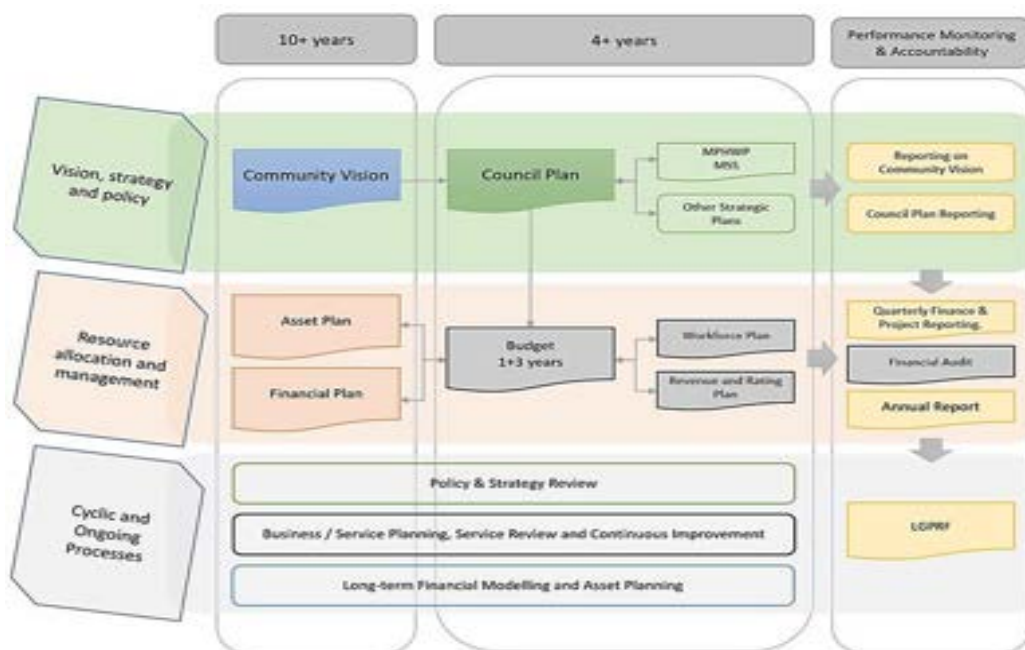 10+ years
4+ years
Performance Monitoring
& Accountability
Vision, strategy
and policy
Community Vision
Council Plan
MPHWP
MSS
Other Strategic
Plans
Reporting on
Community Vision
Council Plan Reporting
Resource
allocation and
management
Asset Plan
Financial Plan
Budget
1+3 years
Workforce Plan
Revenue and Rating
Plan
Quarterly Finance &
Project Reporting.
Financial Audit
Annual Report
Cyclic and
Ongoing
Processes
Policy & Strategy Review
Business / Service Planning, Service Review and Continuous Improvement
Long-term Financial Modelling and Asset Planning
LGPRF